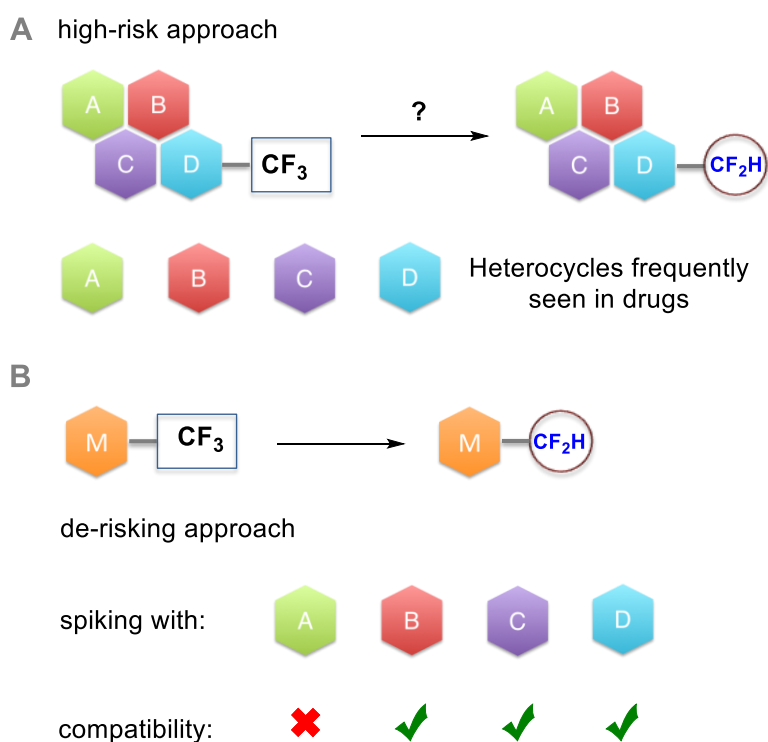 A high-risk approach
A B ? A B
C D CF3 C D CF2H
A B C D Heterocycles frequently
seen in drugs
B
M CF3 M CF2H
de-risking approach
spiking with: A B C D
compatibility: